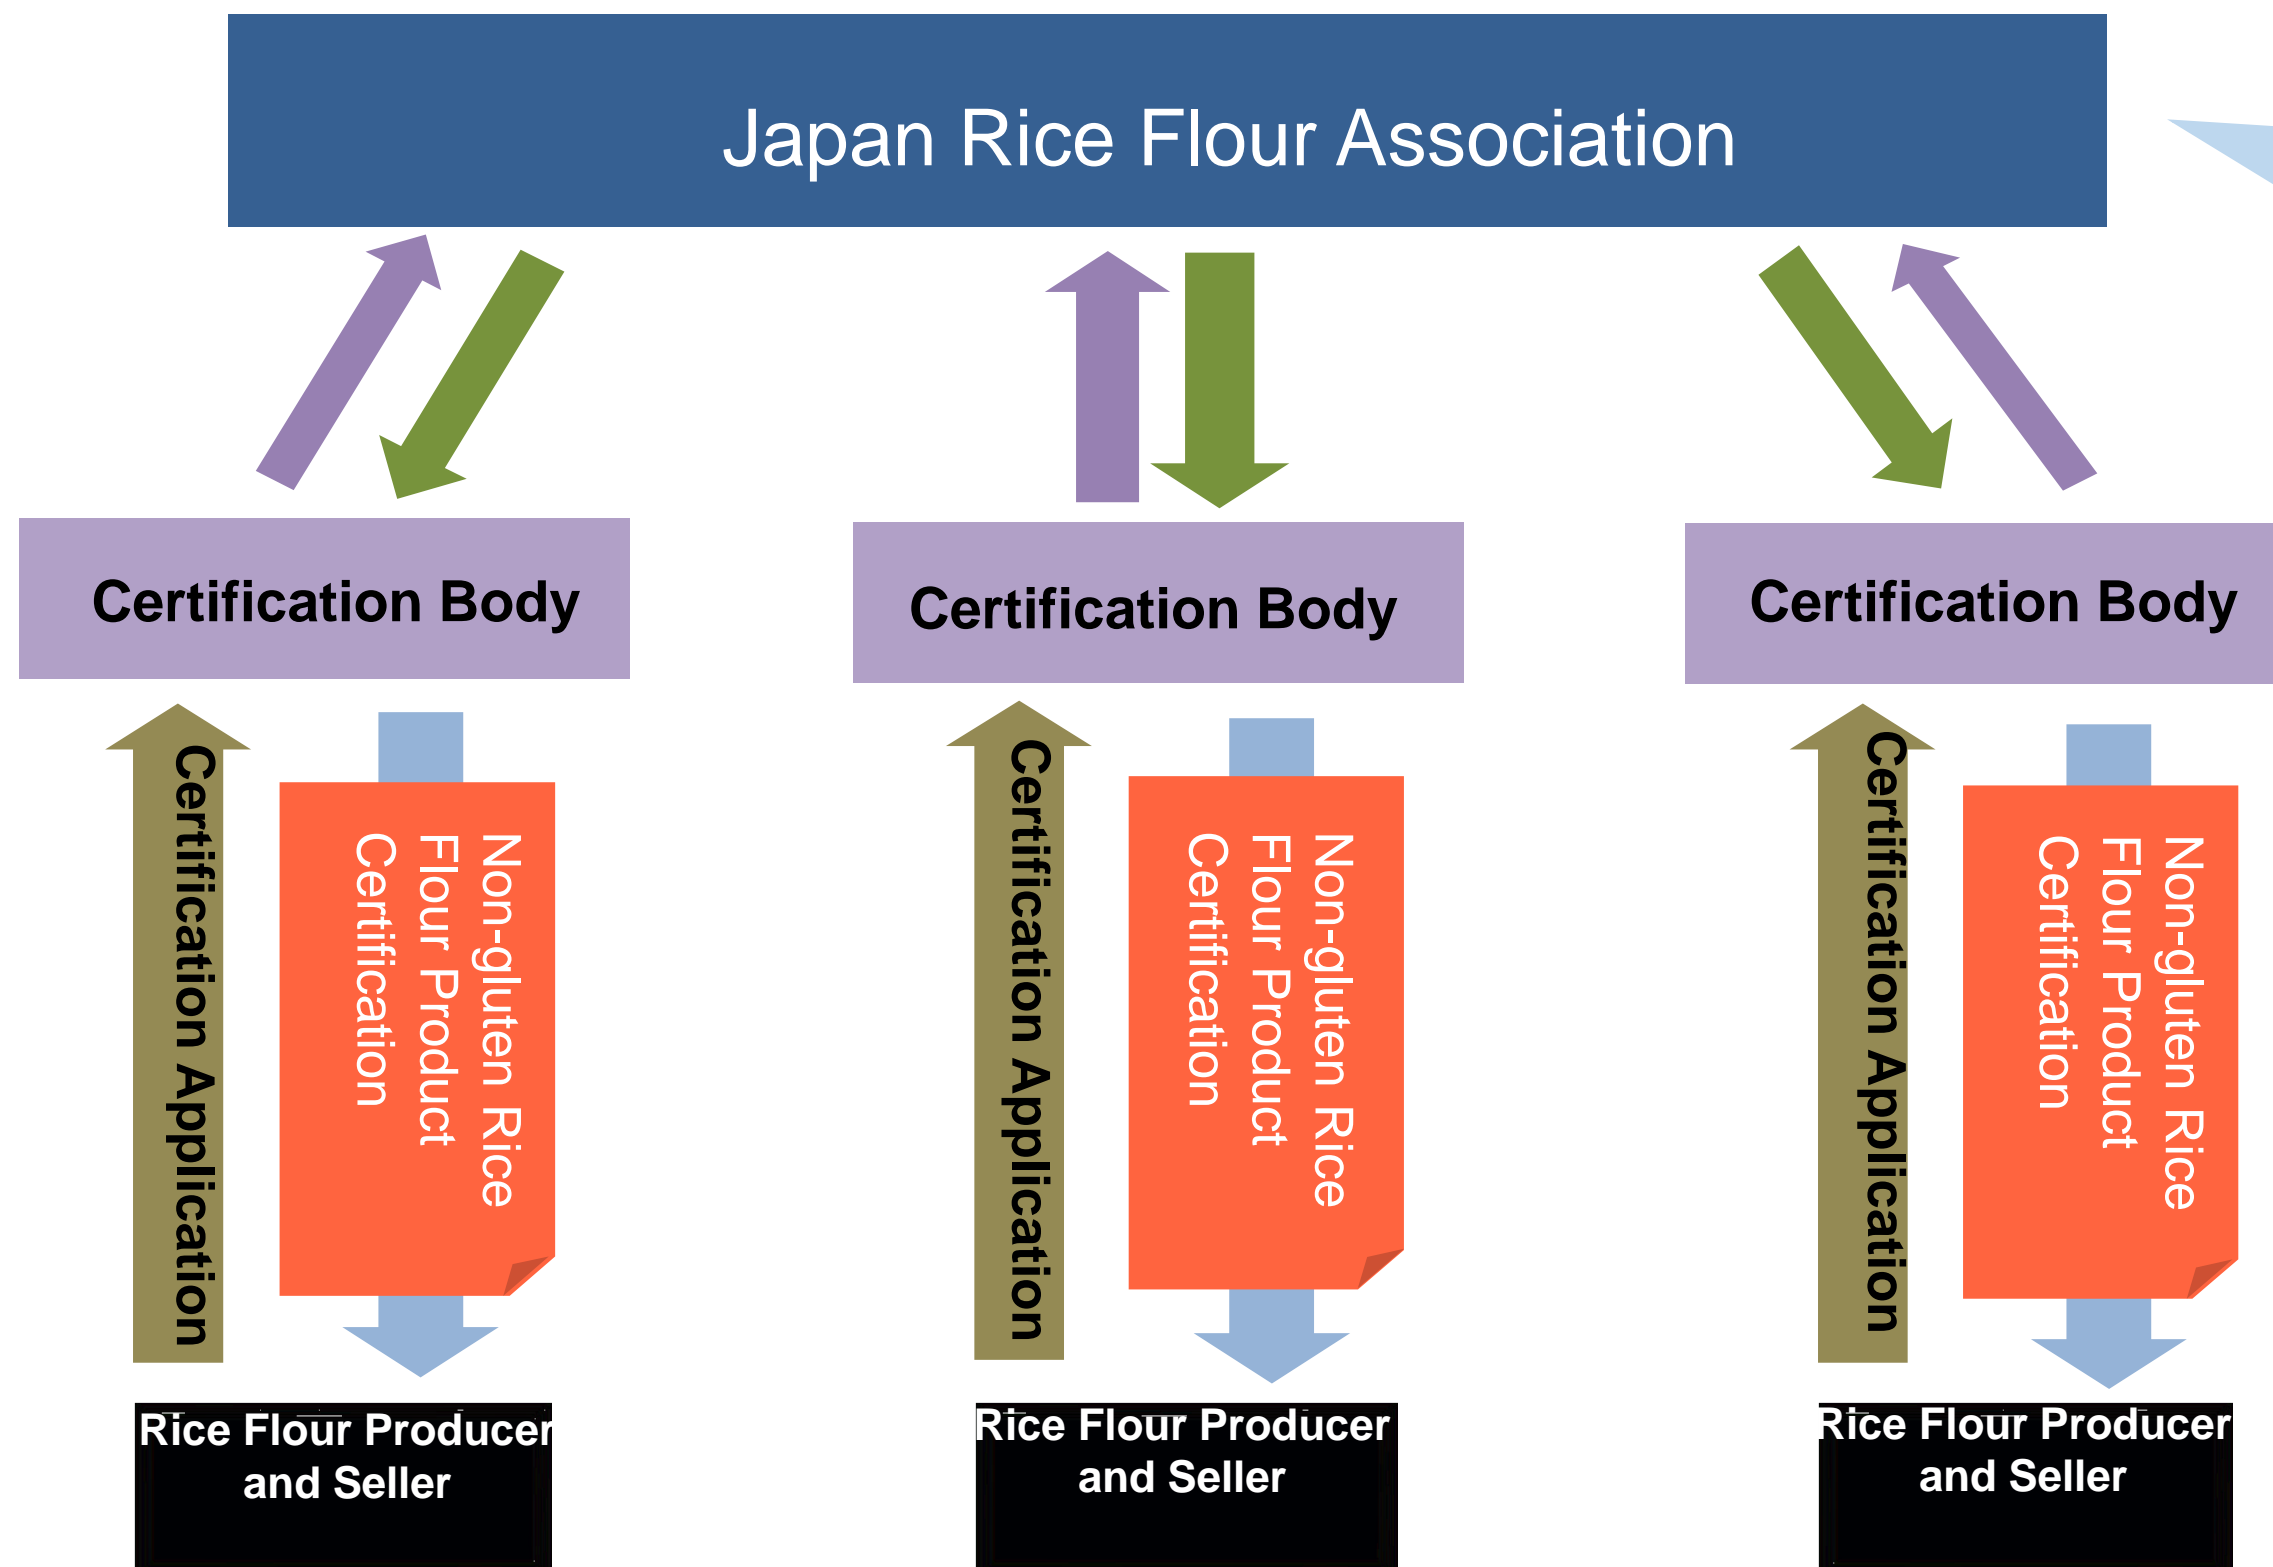 Japan Rice Flour Association
Certification Body
Certification Body
Certification Body
Certification Application
Non-gluten Rice
Flour Product
Certification
Certification Application
Non-gluten Rice
Flour Product
Certification
Certification Application
Non-gluten Rice
Flour Product
Certification
Rice Flour Producer
and Seller
Rice Flour Producer
and Seller
Rice Flour Producer
and Seller